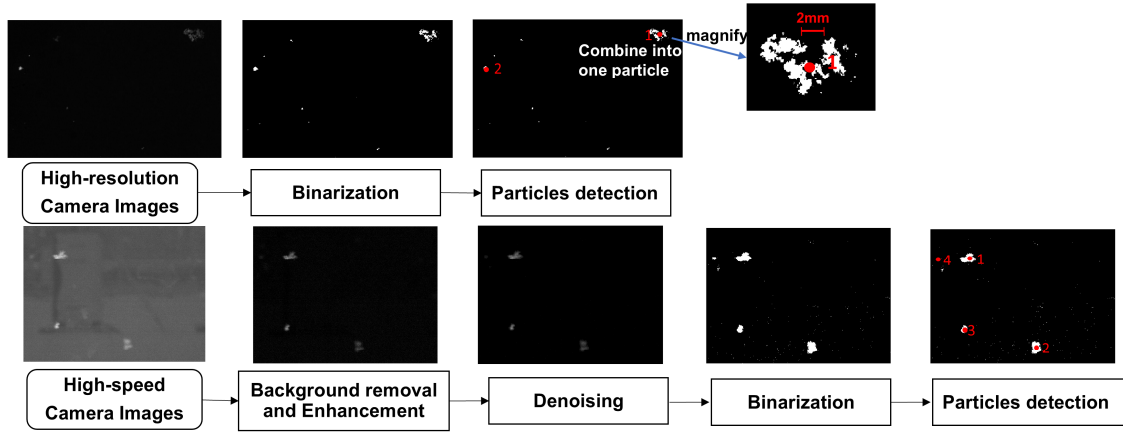 2mm
magnify
1
1
Combine into
one particle
2
High-resolution
Camera Images
Binarization
Particles detection
4
1
3
2
High-speed
Camera Images
Background removal
and Enhancement
Denoising
Binarization
Particles detection